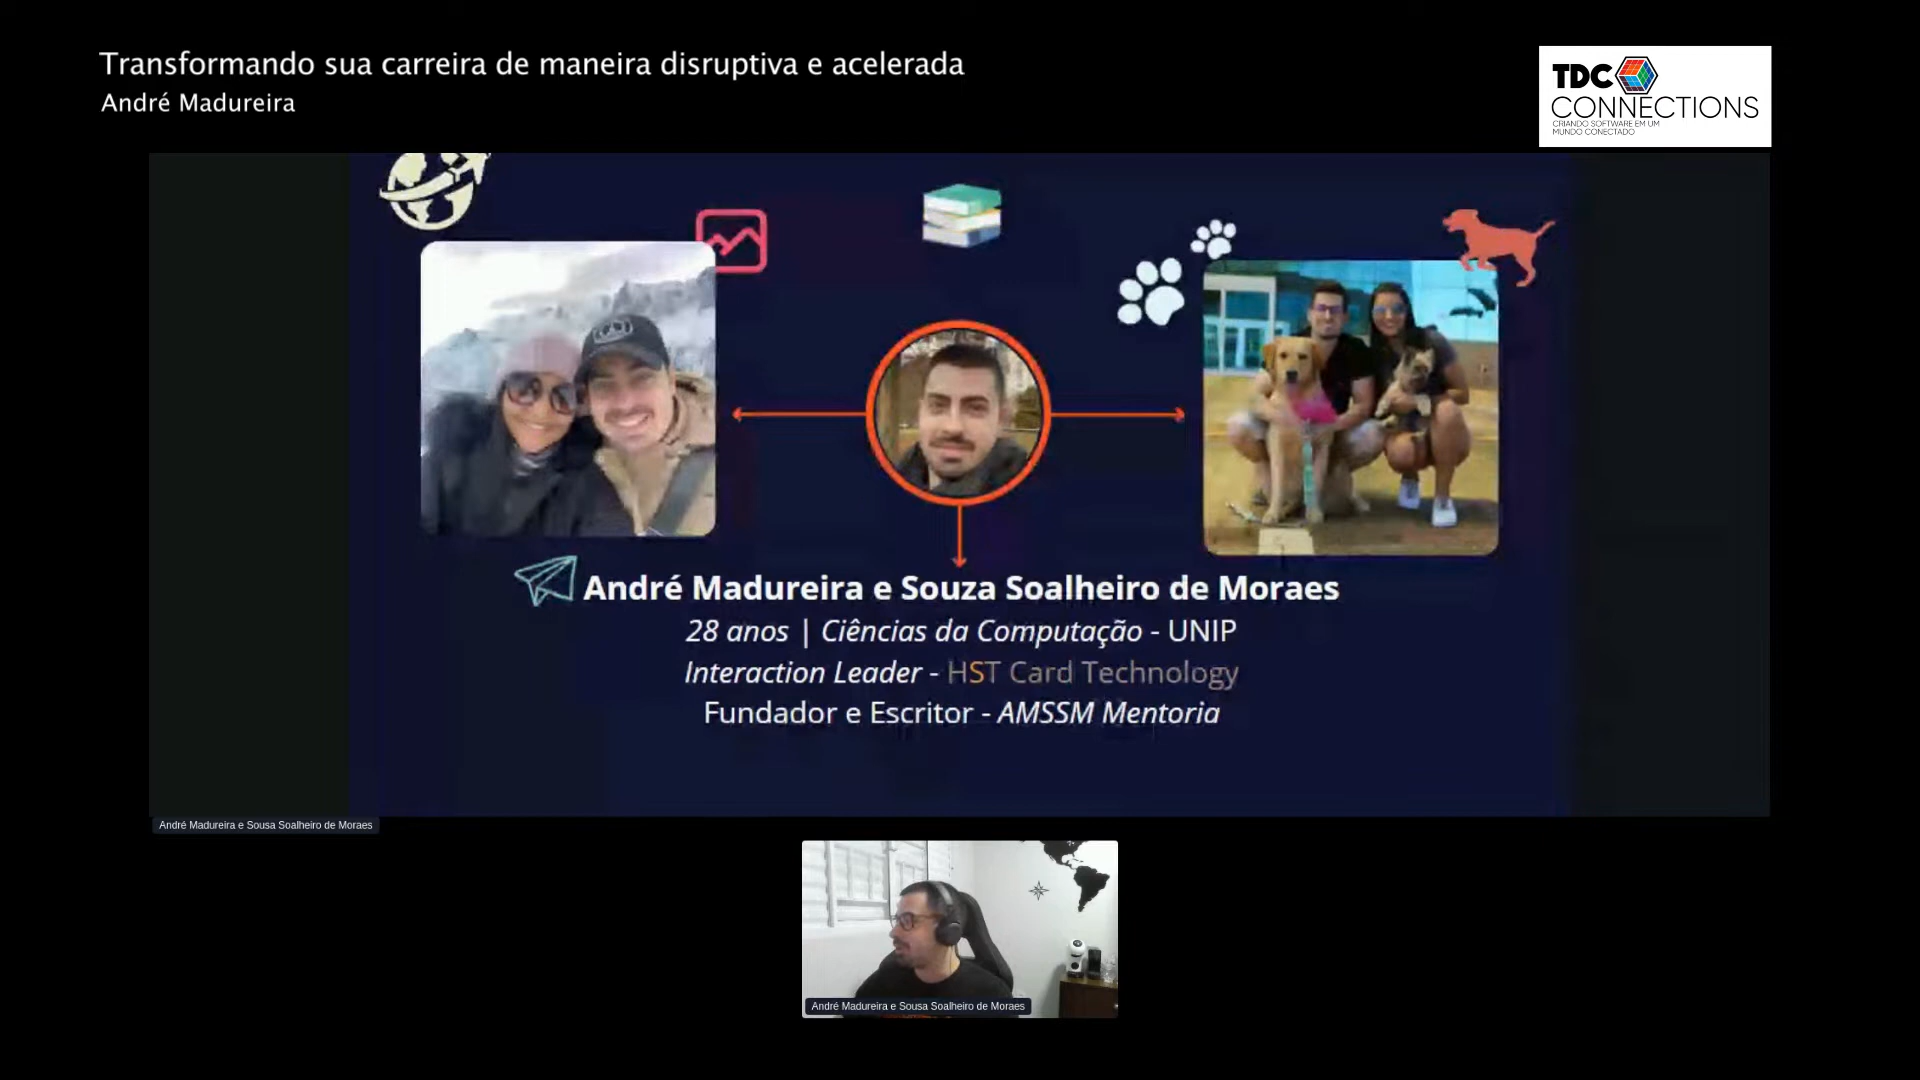 Transformando sua carreira de maneira disruptiva e acelerada
André Madureira
TDC
CONNECTIONS
CRIANDO SOFTWARE EM UM
MUNDO CONECTADO
André Madureira e Souza Soalheiro de Moraes
28 anos | Ciências da Computação - UNIP
Interaction Leader - HST Card Technology
Fundador e Escritor - AMSSM Mentoria
André Madureira e Sousa Soalheiro de Moraes
André Madureira e Sousa Soalheiro de Moraes